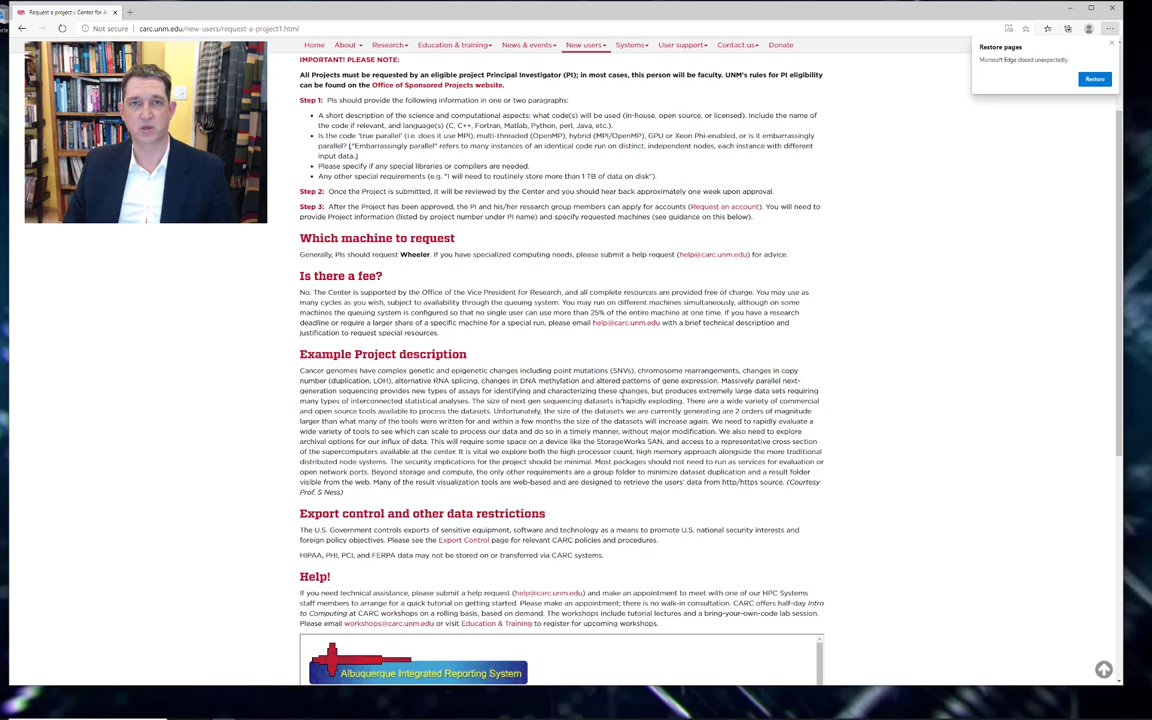 Request a project :: Center for A
Not secure | carc.unm.edu/new-users/request-a-project1.html
Restore pages
Microsoft Edge closed unexpectedly.
Restore
Home About Research Education & training News & events New users Systems User support Contact us Donate
IMPORTANT! PLEASE NOTE:
All Projects must be requested by an eligible project Principal Investigator (PI); in most cases, this person will be faculty. UNM's rules for PI eligibility
can be found on the Office of Sponsored Projects website.
Step 1: PIs should provide the following information in one or two paragraphs:
• A short description of the science and computational aspects: what code(s) will be used (in-house, open source, or licensed). Include the name of
the code if relevant, and language(s) (C, C++, Fortran, Matlab, Python, perl, Java, etc.).
• Is the code 'true parallel' (i.e. does it use MPI), multi-threaded (OpenMP), hybrid (MPI/OpenMP), GPU or Xeon Phi-enabled, or is it embarrassingly
parallel? ["Embarrassingly parallel" refers to many instances of an identical code run on distinct, independent nodes, each instance with different
input data.]
• Please specify if any special libraries or compilers are needed.
• Any other special requirements (e.g. "I will need to routinely store more than 1 TB of data on disk").
Step 2: Once the Project is submitted, it will be reviewed by the Center and you should hear back approximately one week upon approval.
Step 3: After the Project has been approved, the PI and his/her research group members can apply for accounts (Request an account). You will need to
provide Project information (listed by project number under PI name) and specify requested machines (see guidance on this below).
Which machine to request
Generally, PIs should request Wheeler. If you have specialized computing needs, please submit a help request (help@carc.unm.edu) for advice.
Is there a fee?
No. The Center is supported by the Office of the Vice President for Research, and all complete resources are provided free of charge. You may use as
many cycles as you wish, subject to availability through the queuing system. You may run on different machines simultaneously, although on some
machines the queuing system is configured so that no single user can use more than 25% of the entire machine at one time. If you have a research
deadline or require a larger share of a specific machine for a special run, please email help@carc.unm.edu with a brief technical description and
justification to request special resources.
Example Project description
Cancer genomes have complex genetic and epigenetic changes including point mutations (SNVs), chromosome rearrangements, changes in copy
number (duplication, LOH), alternative RNA splicing, changes in DNA methylation and altered patterns of gene expression. Massively parallel next-
generation sequencing provides new types of assays for identifying and characterizing these changes, but produces extremely large data sets requiring
many types of interconnected statistical analyses. The size of next gen sequencing datasets is rapidly exploding. There are a wide variety of commercial
and open source tools available to process the datasets. Unfortunately, the size of the datasets we are currently generating are 2 orders of magnitude
larger than what many of the tools were written for and within a few months the size of the datasets will increase again. We need to rapidly evaluate a
wide variety of tools to see which can scale to process our data and do so in a timely manner, without major modification. We also need to explore
archival options for our influx of data. This will require some space on a device like the StorageWorks SAN, and access to a representative cross section
of the supercomputers available at the center. It is vital we explore both the high processor count, high memory approach alongside the more traditional
distributed node systems. The security implications for the project should be minimal. Most packages should not need to run as services for evaluation or
open network ports. Beyond storage and compute, the only other requirements are a group folder to minimize dataset duplication and a result folder
visible from the web. Many of the result visualization tools are web-based and are designed to retrieve the users' data from http/https source. (Courtesy
Prof. S Ness)
Export control and other data restrictions
The U.S. Government controls exports of sensitive equipment, software and technology as a means to promote U.S. national security interests and
foreign policy objectives. Please see the Export Control page for relevant CARC policies and procedures.
HIPAA, PHI, PCI, and FERPA data may not be stored on or transferred via CARC systems.
Help!
If you need technical assistance, please submit a help request (help@carc.unm.edu) and make an appointment to meet with one of our HPC Systems
staff members to arrange for a quick tutorial on getting started. Please make an appointment; there is no walk-in consultation. CARC offers half-day Intro
to Computing at CARC workshops on a rolling basis, based on demand. The workshops include tutorial lectures and a bring-your-own-code lab session.
Please email workshops@carc.unm.edu or visit Education & Training to register for upcoming workshops.
Albuquerque Integrated Reporting System